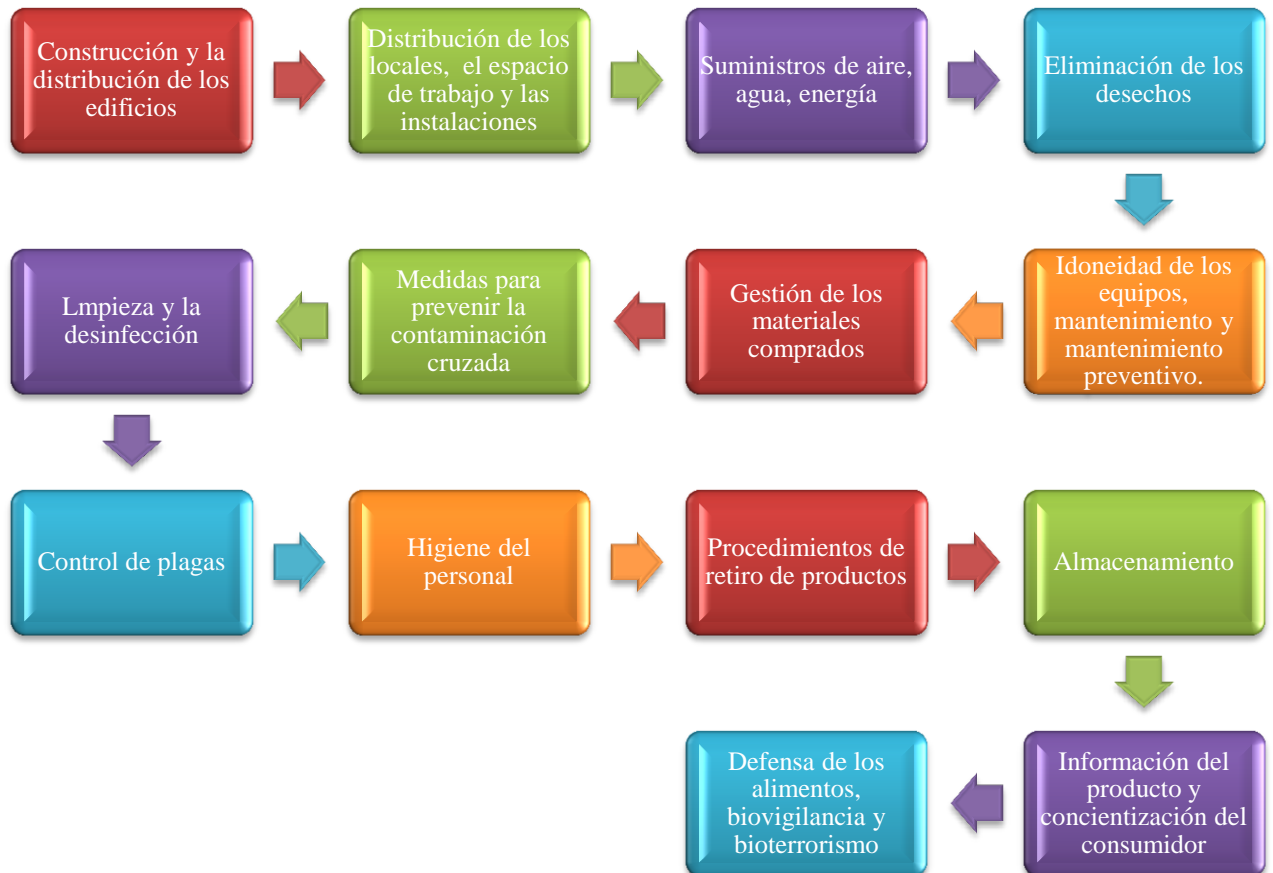 Construcción y la
distribución de los
edificios
Distribución de los
locales, el espacio
de trabajo y las
instalaciones
Suministros de aire,
agua, energía
Eliminación de los
desechos
Idoneidad de los
equipos,
mantenimiento y
mantenimiento
preventivo.
Gestión de los
materiales
comprados
Medidas para
prevenir la
contaminación
cruzada
Lmpieza y la
desinfección
Control de plagas
Higiene del
personal
Procedimientos de
retiro de productos
Almacenamiento
Información del
producto y
concientización del
consumidor
Defensa de los
alimentos,
biovigilancia y
bioterrorismo